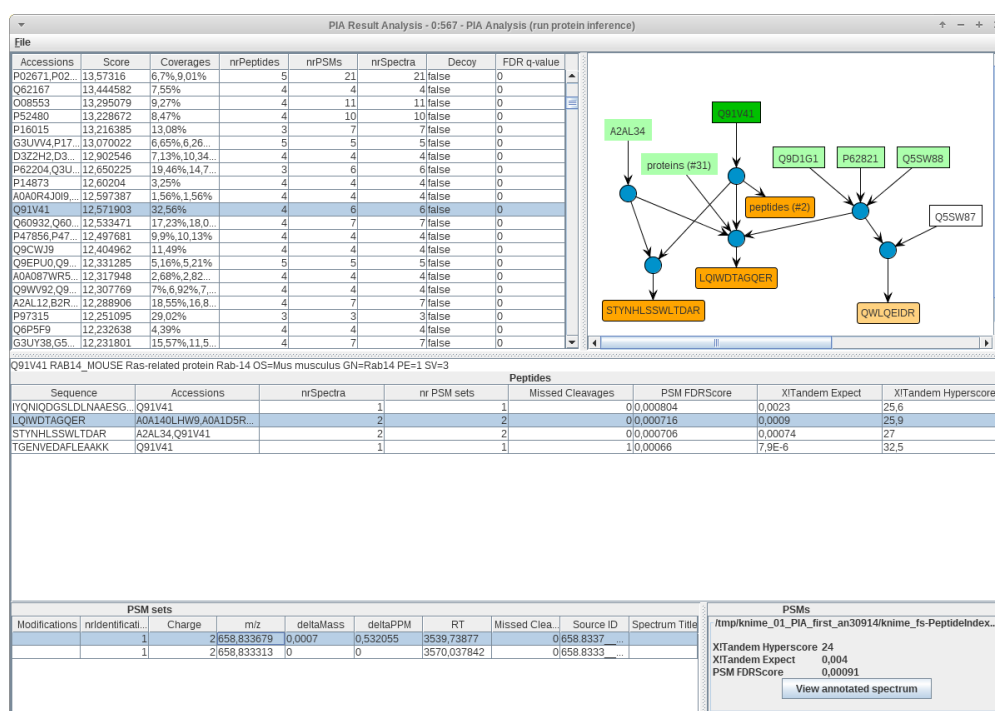 PIA Result Analysis - 0:567 - PIA Analysis (run protein inference)
File
Accessions Score Coverages nrPeptides nrPSMs nrSpectra Decoy FDR q-value
P02671,P02... 13,57316 6,7%,9,01% 5 21 21 false 0
Q62167 13,444582 7,55% 4 4 4 false 0
O08553 13,295079 9,27% 4 11 11 false 0
P52480 13,228672 8,47% 4 10 10 false 0
P16015 13,216385 13,08% 3 7 7 false 0
G3UVV4,P17... 13,070022 6,65%,6,26... 5 5 5 false 0
D3Z2H2,D3... 12,902546 7,13%,10,34... 4 4 4 false 0
P62204,Q3U... 12,650225 19,46%,14,7... 3 6 6 false 0
P14873 12,60204 3,25% 4 4 4 false 0
A0A0R4J0I9,... 12,597387 1,56%,1,56% 4 4 4 false 0
Q91V41 12,571903 32,56% 4 6 6 false 0
Q60932,Q60... 12,533471 17,23%,18,0... 4 7 7 false 0
P47856,P47... 12,497681 9,9%,10,13% 4 4 4 false 0
Q9CWJ9 12,404962 11,49% 4 4 4 false 0
Q9EPU0,Q9... 12,331285 5,16%,5,21% 5 5 5 false 0
A0A087WR5... 12,317948 2,68%,2,82... 4 4 4 false 0
Q9WV92,Q9... 12,307769 7%,6,92%,7,... 4 4 4 false 0
A2AL12,B2R... 12,288906 18,55%,16,8... 4 7 7 false 0
P97315 12,251095 29,02% 3 3 3 false 0
Q6P5F9 12,232638 4,39% 4 4 4 false 0
G3UY38,G5... 12,231801 15,57%,11,5... 4 7 7 false 0
Q91V41
A2AL34
proteins (#31)
Q9D1G1 P62821 Q5SW88
peptides (#2)
Q5SW87
LQIWDTAGQER
STYNHLSSWLTDAR
QWLQEIDR
Q91V41 RAB14_MOUSE Ras-related protein Rab-14 OS=Mus musculus GN=Rab14 PE=1 SV=3
Peptides
Sequence Accessions nrSpectra nr PSM sets Missed Cleavages PSM FDRScore X!Tandem Expect X!Tandem Hyperscore
IYQNIQDGSLDLNAAESG... Q91V41 1 1 0 0,000804 0,0023 25,6
LQIWDTAGQER A0A140LHW9,A0A1D5R... 2 2 0 0,000716 0,0009 25,9
STYNHLSSWLTDAR A2AL34,Q91V41 2 2 0 0,000706 0,00074 27
TGENVEDAFLEAAKK Q91V41 1 1 1 0,00066 7,9E-6 32,5
PSM sets
Modifications nrIdentificati... Charge m/z deltaMass deltaPPM RT Missed Clea... Source ID Spectrum Title
1 2 658,833679 0,0007 0,532055 3539,73877 0 658.8337__...
1 2 658,833313 0 0 3570,037842 0 658.8333__...
PSMs
/tmp/knime_01_PIA_first_an30914/knime_fs-PeptideIndex...
X!Tandem Hyperscore 24
X!Tandem Expect 0,004
PSM FDRScore 0,00091
View annotated spectrum